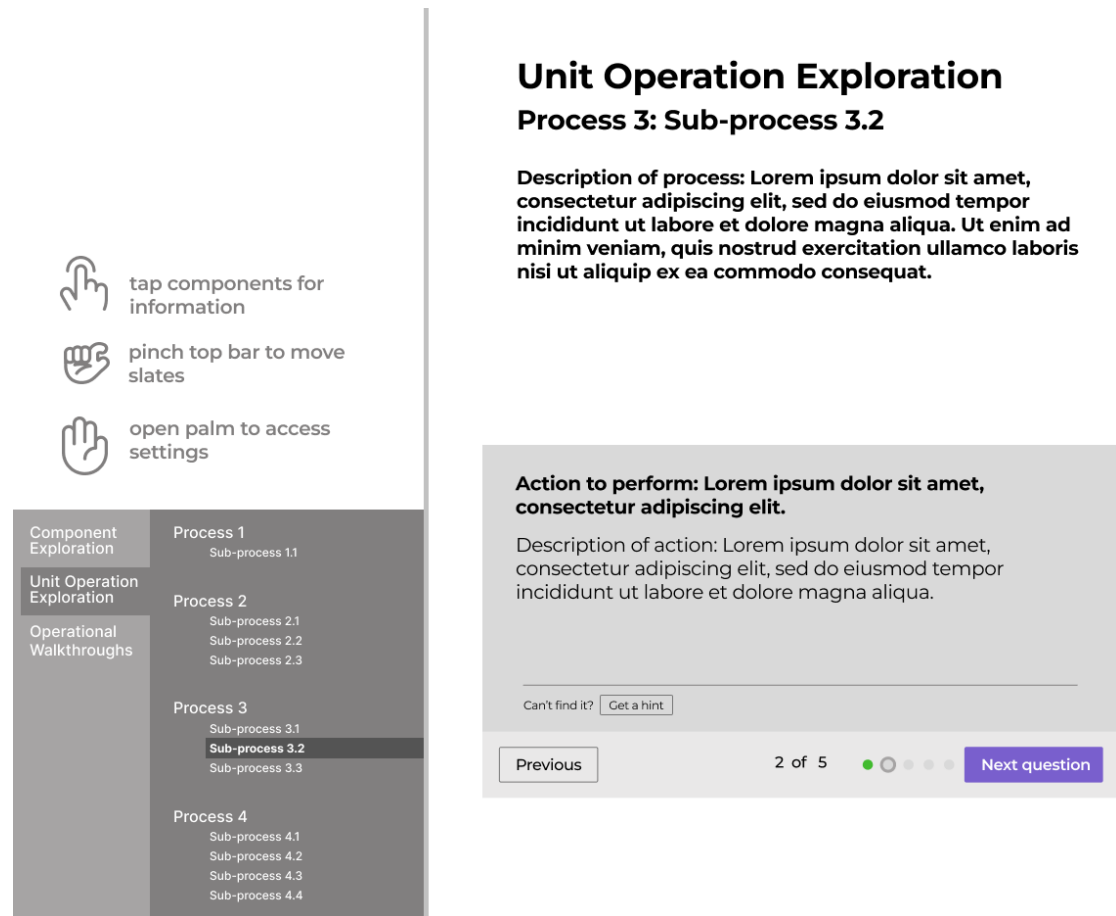 tap components for
information
pinch top bar to move
slates
open palm to access
settings
Component
Exploration
Unit Operation
Exploration
Operational
Walkthroughs
Process 1
Sub-process 1.1
Process 2
Sub-process 2.1
Sub-process 2.2
Sub-process 2.3
Process 3
Sub-process 3.1
Sub-process 3.2
Sub-process 3.3
Process 4
Sub-process 4.1
Sub-process 4.2
Sub-process 4.3
Sub-process 4.4
Unit Operation Exploration
Process 3: Sub-process 3.2
Description of process: Lorem ipsum dolor sit amet,
consectetur adipiscing elit, sed do eiusmod tempor
incididunt ut labore et dolore magna aliqua. Ut enim ad
minim veniam, quis nostrud exercitation ullamco laboris
nisi ut aliquip ex ea commodo consequat.
Action to perform: Lorem ipsum dolor sit amet,
consectetur adipiscing elit.
Description of action: Lorem ipsum dolor sit amet,
consectetur adipiscing elit, sed do eiusmod tempor
incididunt ut labore et dolore magna aliqua.
Can't find it? Get a hint
Previous 2 of 5 Next question